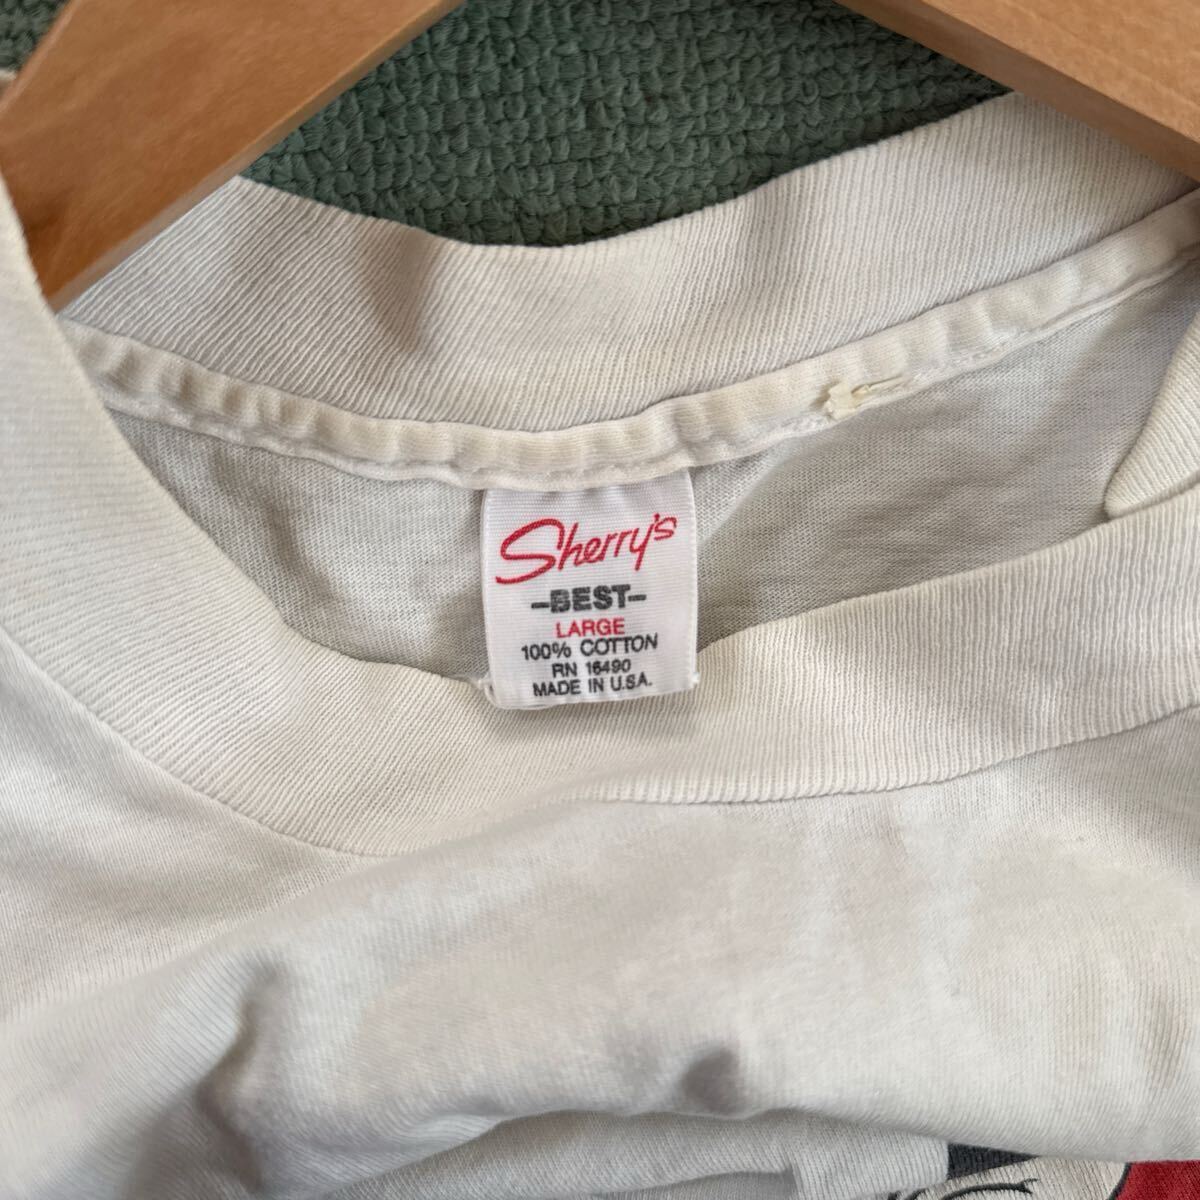 Sherry's
-BEST-
LARGE
100% COTTON
RN 16490
MADE IN U.S.A.